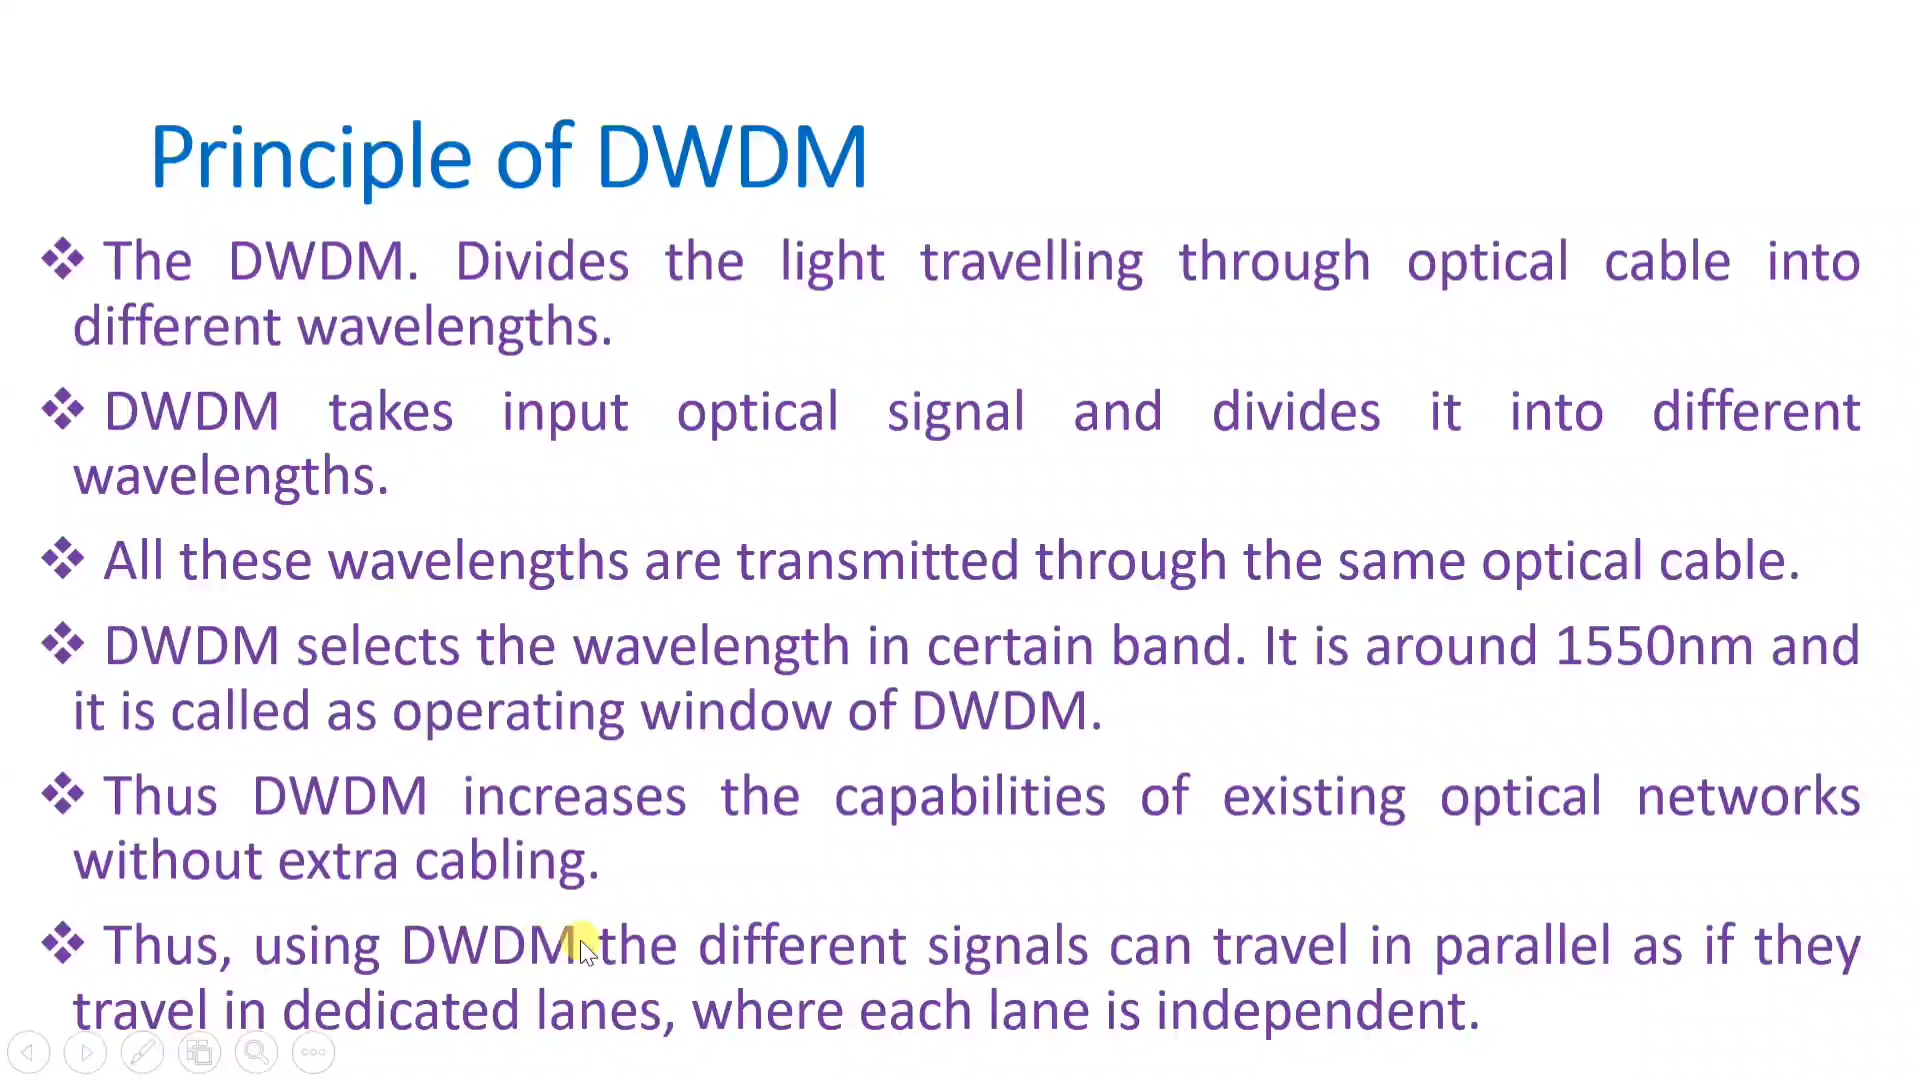 Principle of DWDM
❖ The DWDM. Divides the light travelling through optical cable into
different wavelengths.
❖ DWDM takes input optical signal and divides it into different
wavelengths.
❖ All these wavelengths are transmitted through the same optical cable.
❖ DWDM selects the wavelength in certain band. It is around 1550nm and
it is called as operating window of DWDM.
❖ Thus DWDM increases the capabilities of existing optical networks
without extra cabling.
❖ Thus, using DWDM the different signals can travel in parallel as if they
travel in dedicated lanes, where each lane is independent.